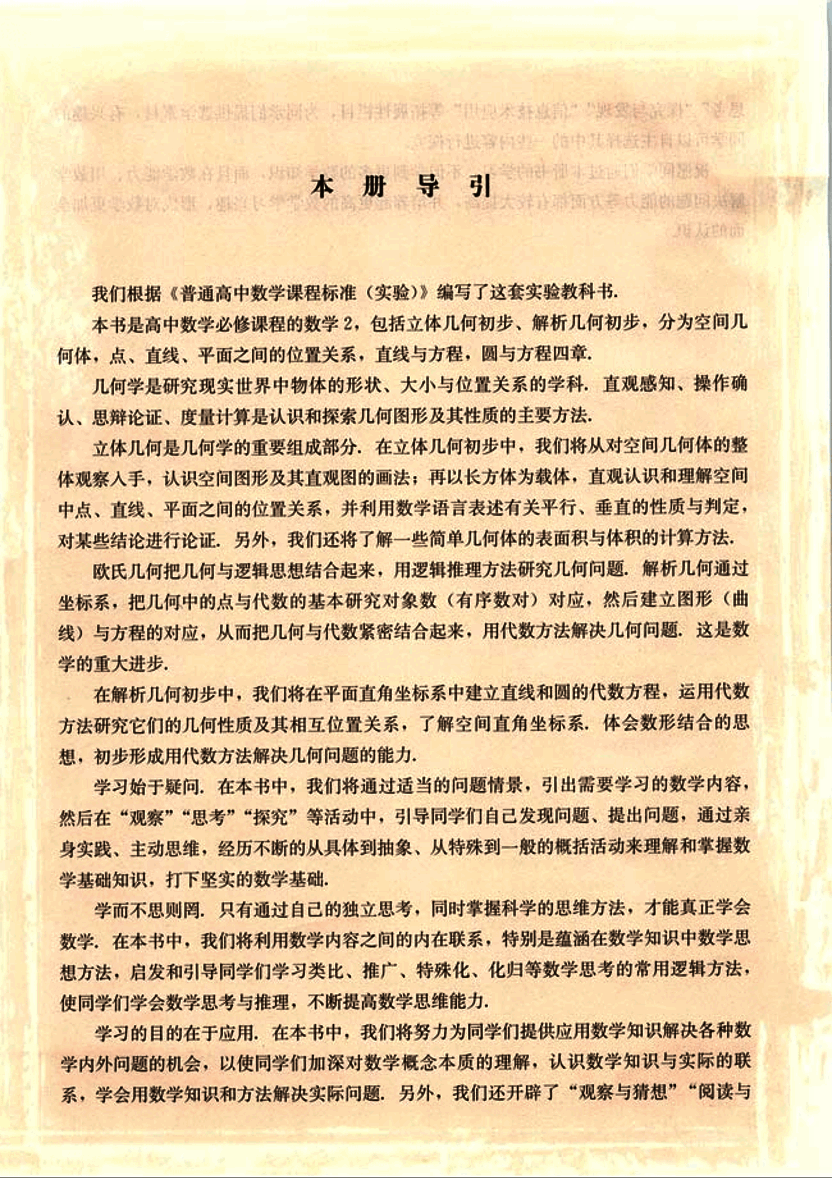 本册导引
我们根据《普通高中数学课程标准（实验）》编写了这套实验教科书.
本书是高中数学必修课程的数学2，包括立体几何初步、解析几何初步，分为空间几
何体，点、直线、平面之间的位置关系，直线与方程，圆与方程四章.
几何学是研究现实世界中物体的形状、大小与位置关系的学科. 直观感知、操作确
认、思辩论证、度量计算是认识和探索几何图形及其性质的主要方法.
立体几何是几何学的重要组成部分. 在立体几何初步中，我们将从对空间几何体的整
体观察入手，认识空间图形及其直观图的画法；再以长方体为载体，直观认识和理解空间
中点、直线、平面之间的位置关系，并利用数学语言表述有关平行、垂直的性质与判定，
对某些结论进行论证. 另外，我们还将了解一些简单几何体的表面积与体积的计算方法.
欧氏几何把几何与逻辑思想结合起来，用逻辑推理方法研究几何问题. 解析几何通过
坐标系，把几何中的点与代数的基本研究对象数（有序数对）对应，然后建立图形（曲
线）与方程的对应，从而把几何与代数紧密结合起来，用代数方法解决几何问题. 这是数
学的重大进步.
在解析几何初步中，我们将在平面直角坐标系中建立直线和圆的代数方程，运用代数
方法研究它们的几何性质及其相互位置关系，了解空间直角坐标系. 体会数形结合的思
想，初步形成用代数方法解决几何问题的能力.
学习始于疑问. 在本书中，我们将通过适当的问题情景，引出需要学习的数学内容，
然后在“观察”“思考”“探究”等活动中，引导同学们自己发现问题、提出问题，通过亲
身实践、主动思维，经历不断的从具体到抽象、从特殊到一般的概括活动来理解和掌握数
学基础知识，打下坚实的数学基础.
学而不思则罔. 只有通过自己的独立思考，同时掌握科学的思维方法，才能真正学会
数学. 在本书中，我们将利用数学内容之间的内在联系，特别是蕴涵在数学知识中数学思
想方法，启发和引导同学们学习类比、推广、特殊化、化归等数学思考的常用逻辑方法，
使同学们学会数学思考与推理，不断提高数学思维能力.
学习的目的在于应用. 在本书中，我们将努力为同学们提供应用数学知识解决各种数
学内外问题的机会，以使同学们加深对数学概念本质的理解，认识数学知识与实际的联
系，学会用数学知识和方法解决实际问题. 另外，我们还开辟了“观察与猜想”“阅读与